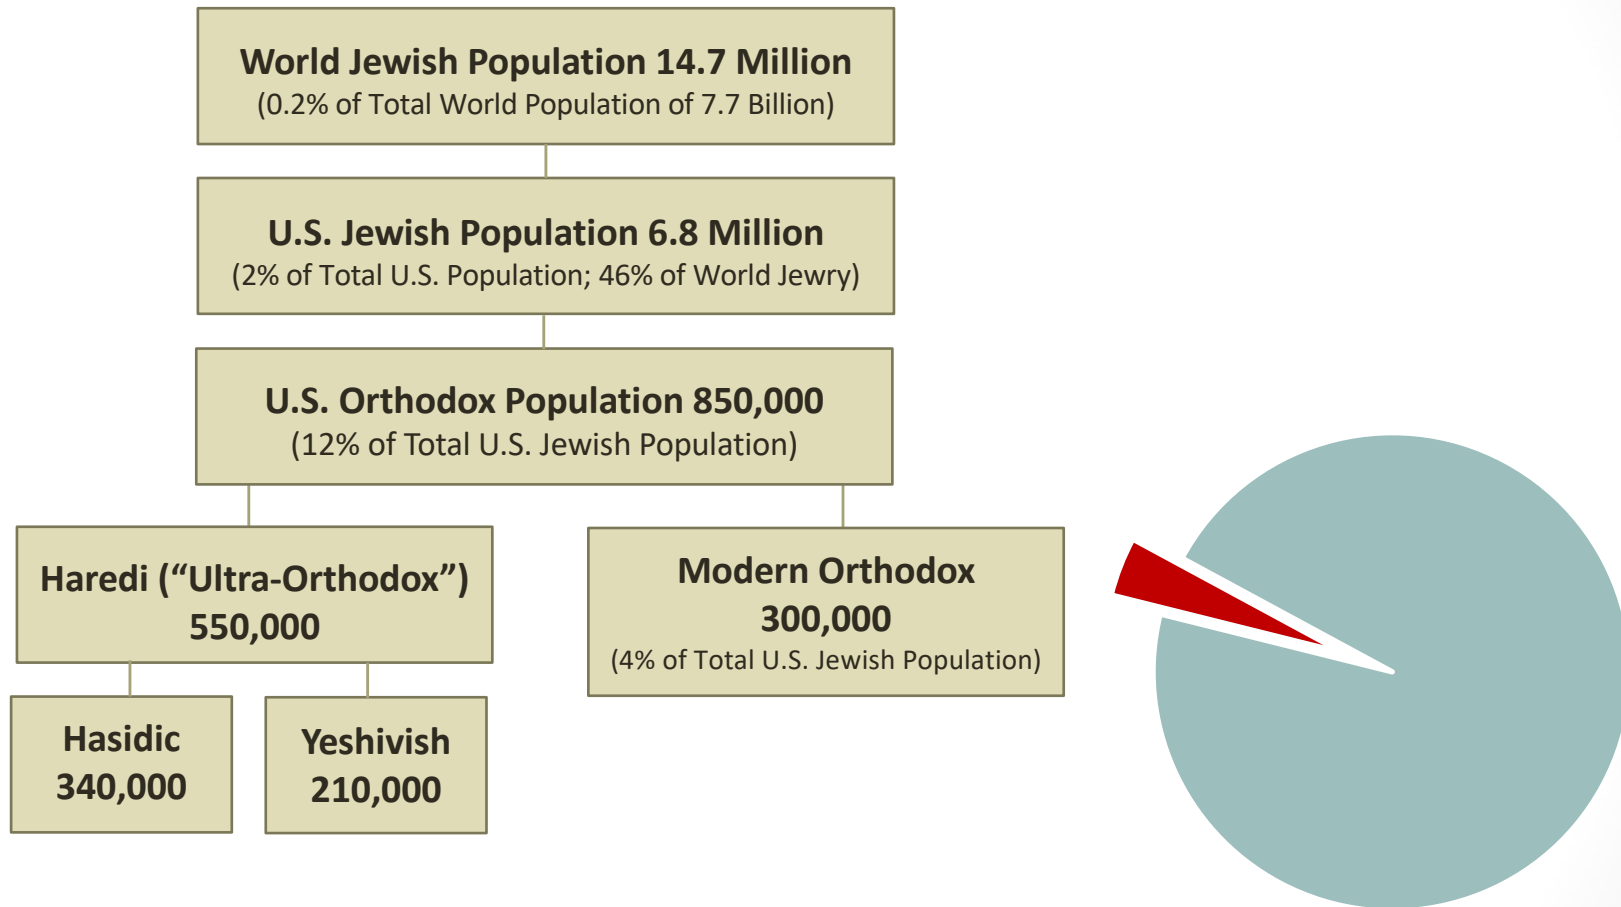 World Jewish Population 14.7 Million
(0.2% of Total World Population of 7.7 Billion)
U.S. Jewish Population 6.8 Million
(2% of Total U.S. Population; 46% of World Jewry)
U.S. Orthodox Population 850,000
(12% of Total U.S. Jewish Population)
Haredi (“Ultra-Orthodox”)
550,000
Modern Orthodox
300,000
(4% of Total U.S. Jewish Population)
Hasidic
340,000
Yeshivish
210,000